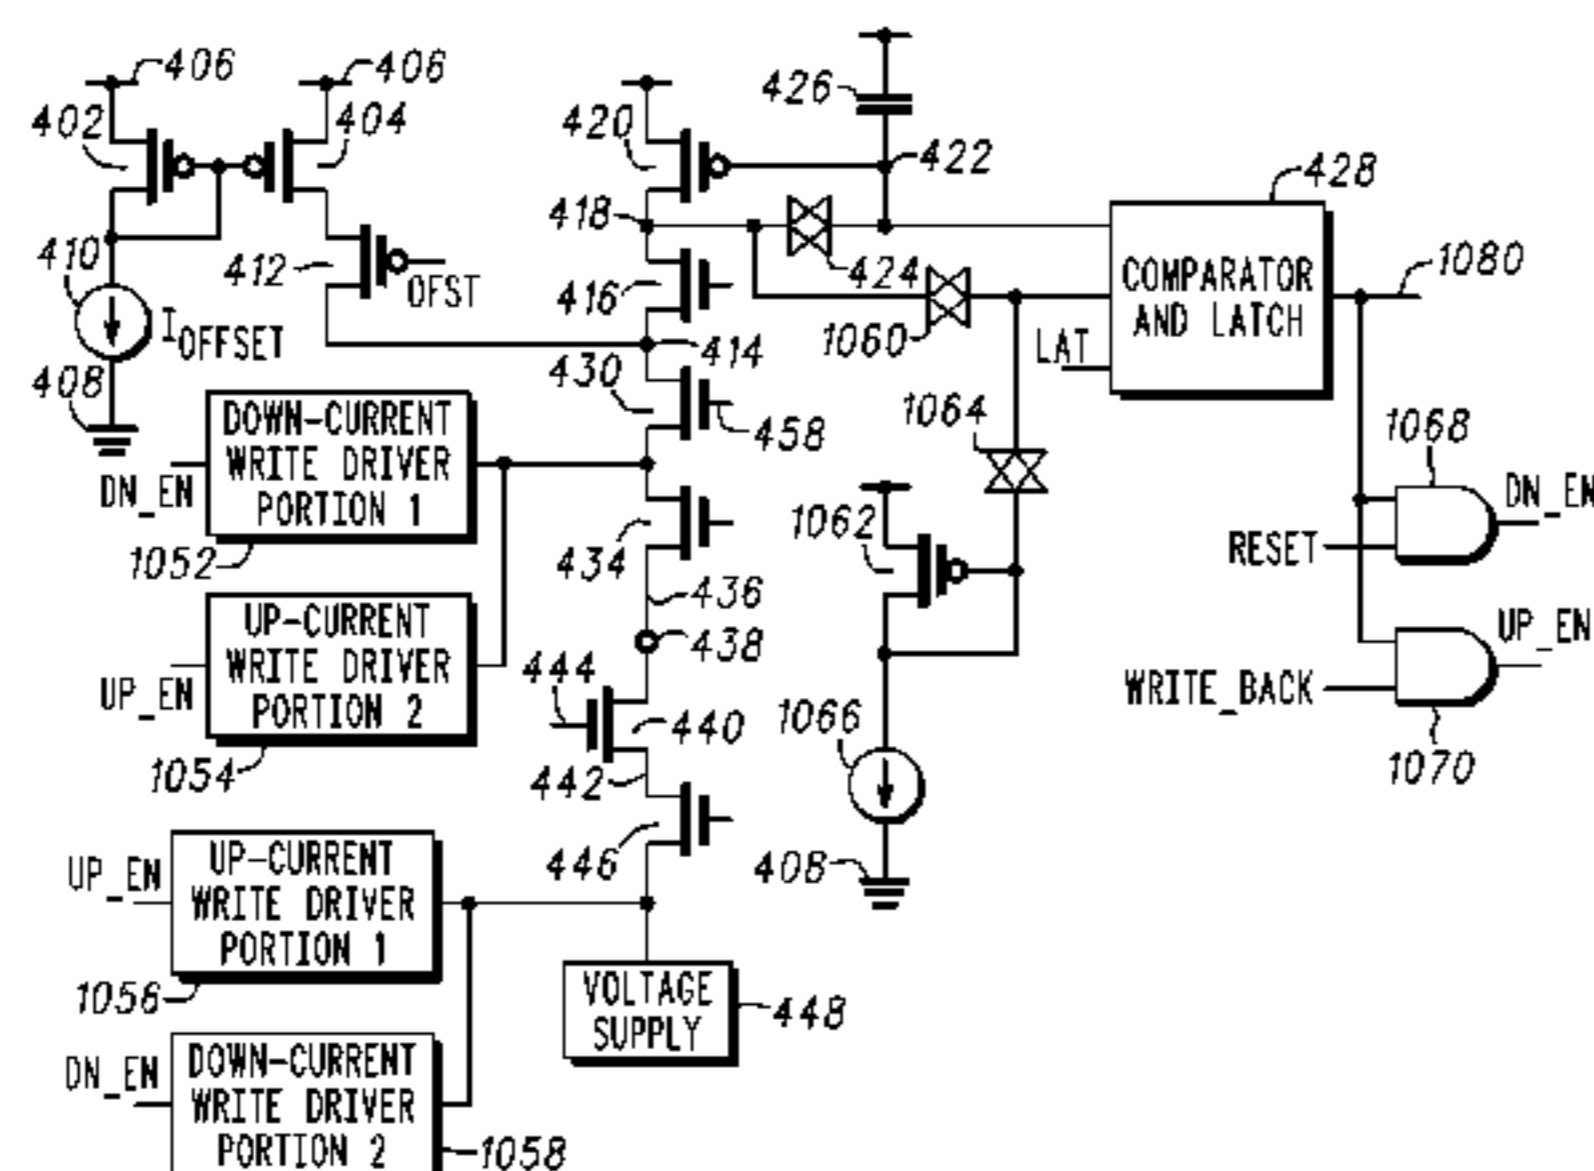 406
406
402
404
420
426
422
428
418
410
412
OFST
416
424
1060
COMPARATOR
AND LATCH
1080
I OFFSET
414
LAT
408
430
458
1064
1068
DOWN-CURRENT
WRITE DRIVER
PORTION 1
DN_EN
1052
434
1062
RESET
DN_EN
436
UP-CURRENT
WRITE DRIVER
PORTION 2
UP_EN
1054
438
444
440
442
1066
WRITE_BACK
UP_EN
1070
446
408
UP_EN
UP-CURRENT
WRITE DRIVER
PORTION 1
1056
VOLTAGE
SUPPLY
448
DN_EN
DOWN-CURRENT
WRITE DRIVER
PORTION 2
1058